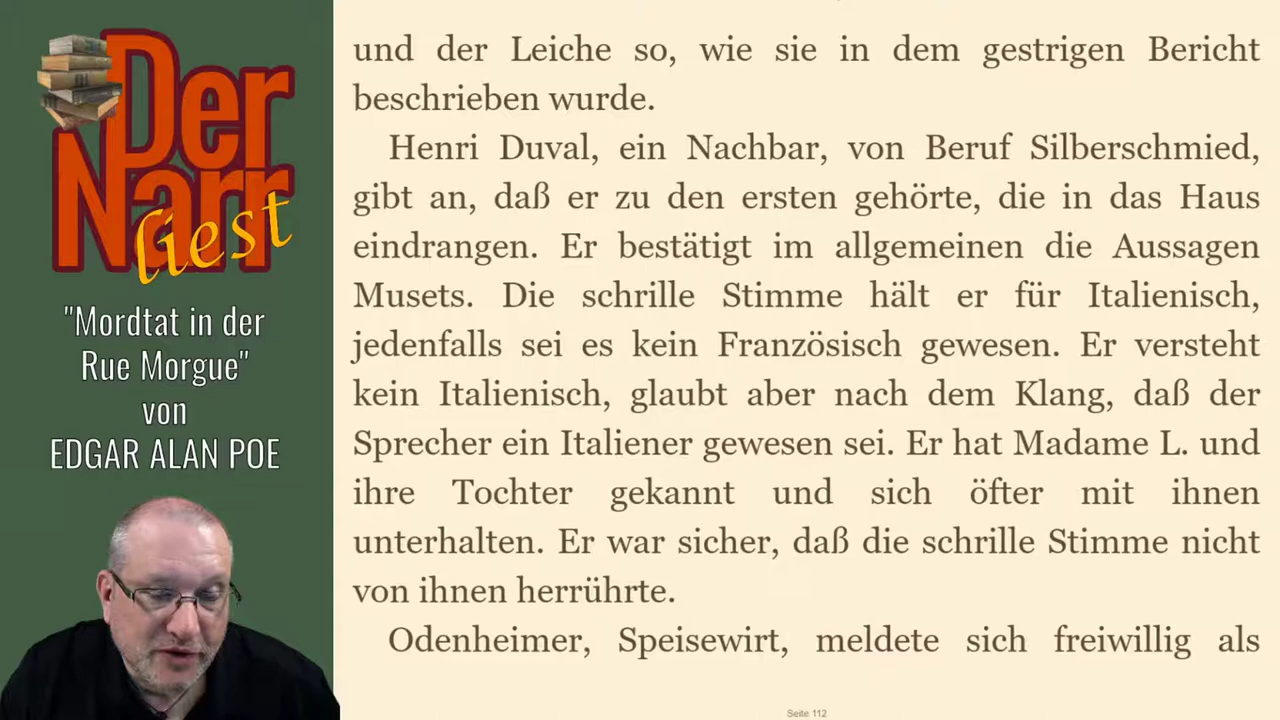 Der
Narr
liest
"Mordtat in der
Rue Morgue"
von
EDGAR ALAN POE
und der Leiche so, wie sie in dem gestrigen Bericht
beschrieben wurde.
Henri Duval, ein Nachbar, von Beruf Silberschmied,
gibt an, daß er zu den ersten gehörte, die in das Haus
eindrangen. Er bestätigt im allgemeinen die Aussagen
Musets. Die schrille Stimme hält er für Italienisch,
jedenfalls sei es kein Französisch gewesen. Er versteht
kein Italienisch, glaubt aber nach dem Klang, daß der
Sprecher ein Italiener gewesen sei. Er hat Madame L. und
ihre Tochter gekannt und sich öfter mit ihnen
unterhalten. Er war sicher, daß die schrille Stimme nicht
von ihnen herrührte.
Odenheimer, Speisewirt, meldete sich freiwillig als
Seite 112